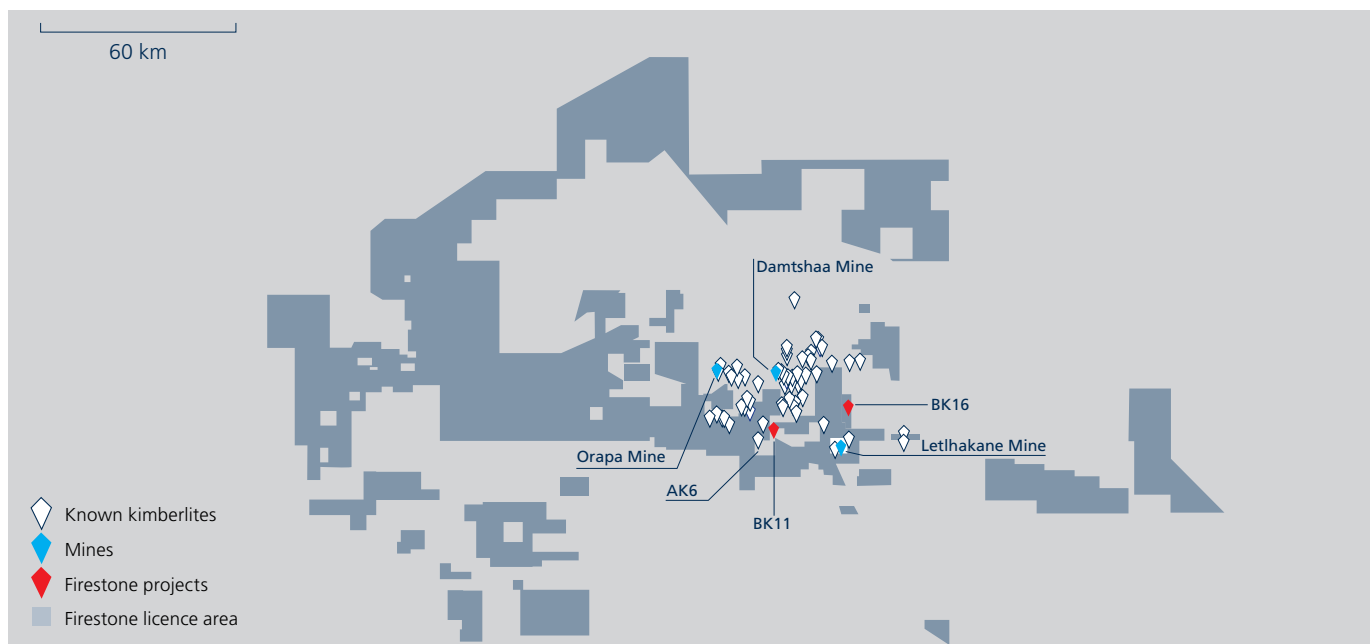 60 km
Damtshaa Mine
BK16
Orapa Mine
Letlhakane Mine
AK6
BK11
Known kimberlites
Mines
Firestone projects
Firestone licence area